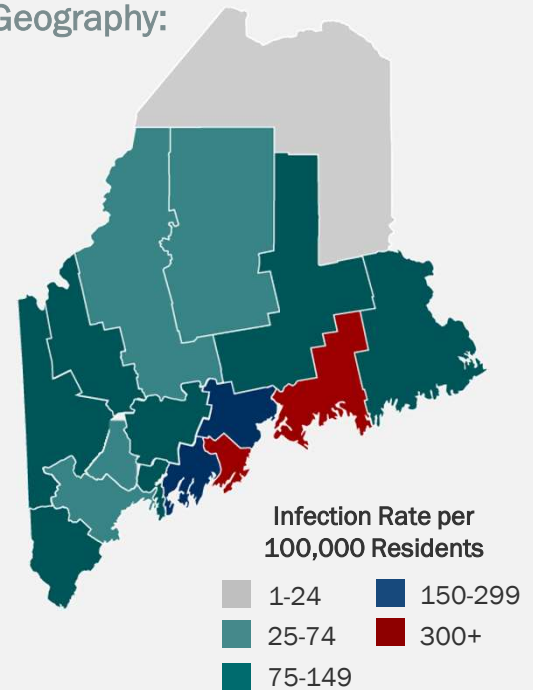 Geography:
Infection Rate per
100,000 Residents
1-24
150-299
25-74
300+
75-149